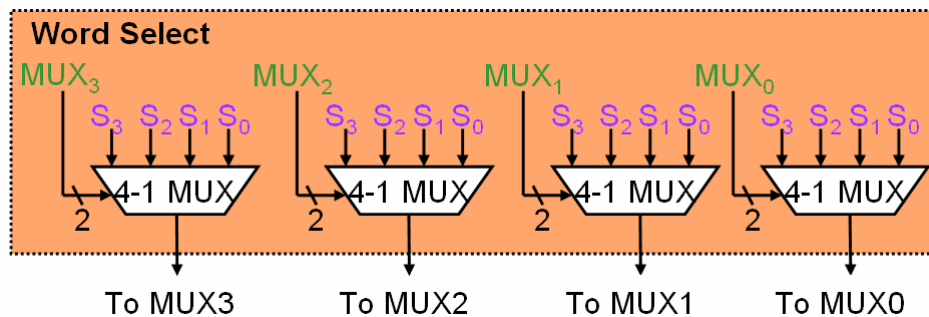 Word Select
MUX₃ MUX₂ MUX₁ MUX₀
S₃ S₂ S₁ S₀ S₃ S₂ S₁ S₀ S₃ S₂ S₁ S₀ S₃ S₂ S₁ S₀
4-1 MUX 4-1 MUX 4-1 MUX 4-1 MUX
2 2 2 2
To MUX3 To MUX2 To MUX1 To MUX0